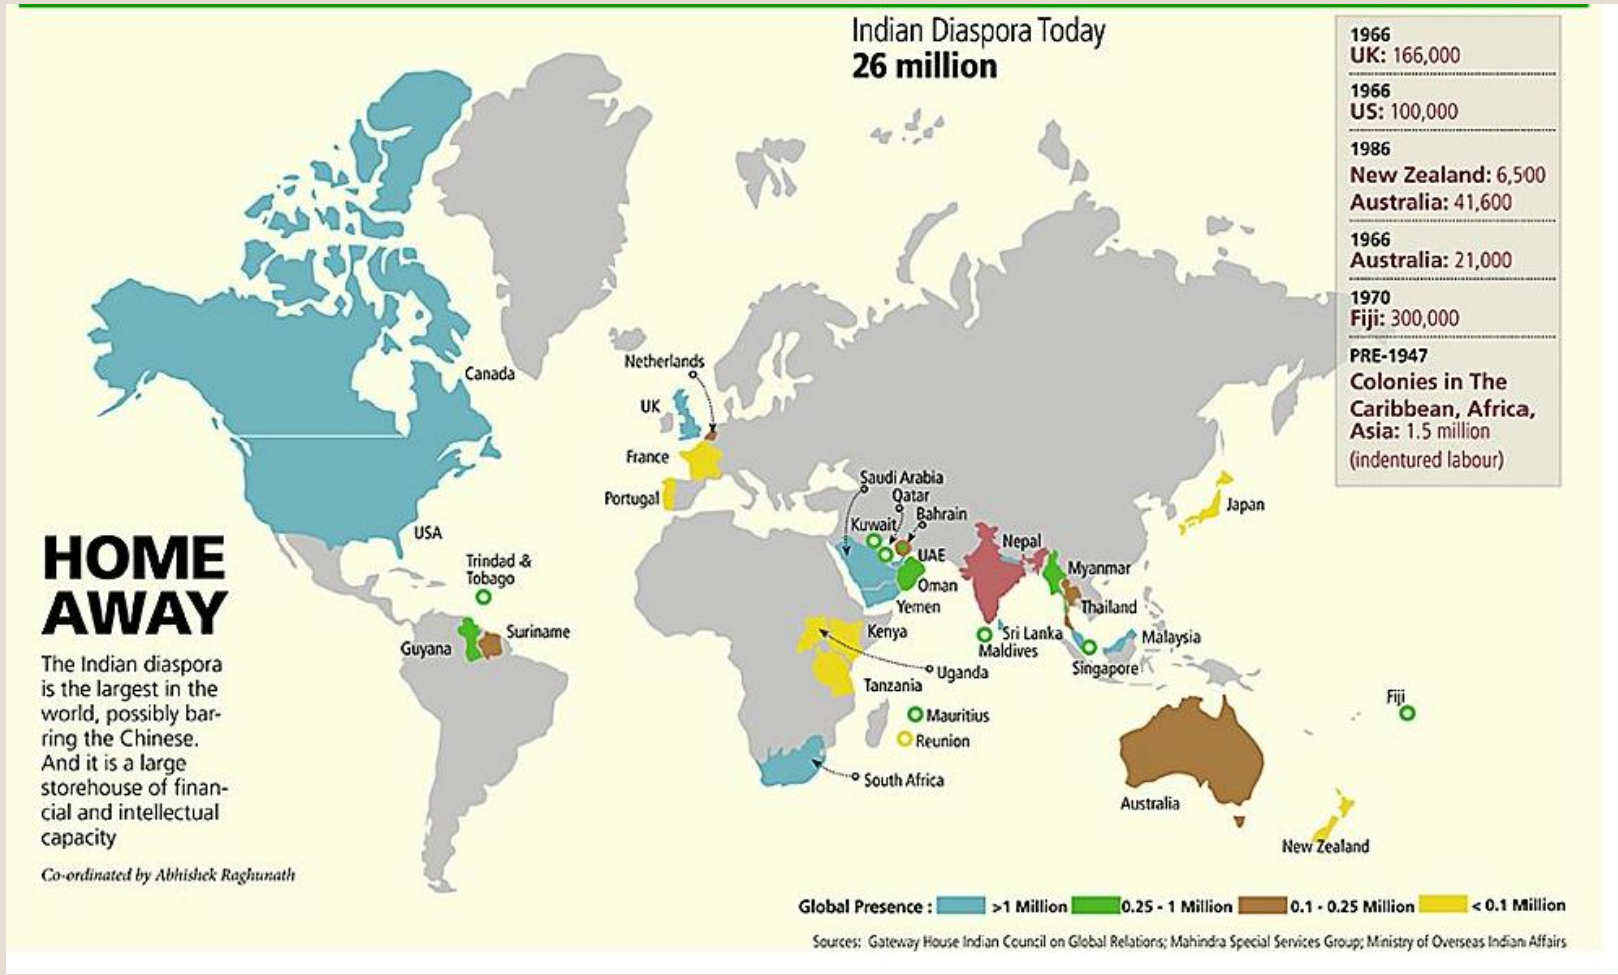 Indian Diaspora Today
26 million
1966
UK: 166,000
1966
US: 100,000
1986
New Zealand: 6,500
Australia: 41,600
1966
Australia: 21,000
1970
Fiji: 300,000
PRE-1947
Colonies in The
Caribbean, Africa,
Asia: 1.5 million
(indentured labour)
Canada
USA
Netherlands
UK
France
Portugal
Saudi Arabia
Qatar
Bahrain
Kuwait
UAE
Oman
Yemen
Nepal
Myanmar
Thailand
Japan
Trindad &
Tobago
Guyana
Suriname
Kenya
Uganda
Tanzania
Sri Lanka
Maldives
Malaysia
Singapore
Mauritius
Reunion
South Africa
Fiji
Australia
New Zealand
HOME
AWAY
The Indian diaspora
is the largest in the
world, possibly bar-
ring the Chinese.
And it is a large
storehouse of finan-
cial and intellectual
capacity
Co-ordinated by Abhishek Raghunath
Global Presence : >1 Million 0.25 - 1 Million 0.1 - 0.25 Million < 0.1 Million
Sources: Gateway House Indian Council on Global Relations; Mahindra Special Services Group; Ministry of Overseas Indian Affairs